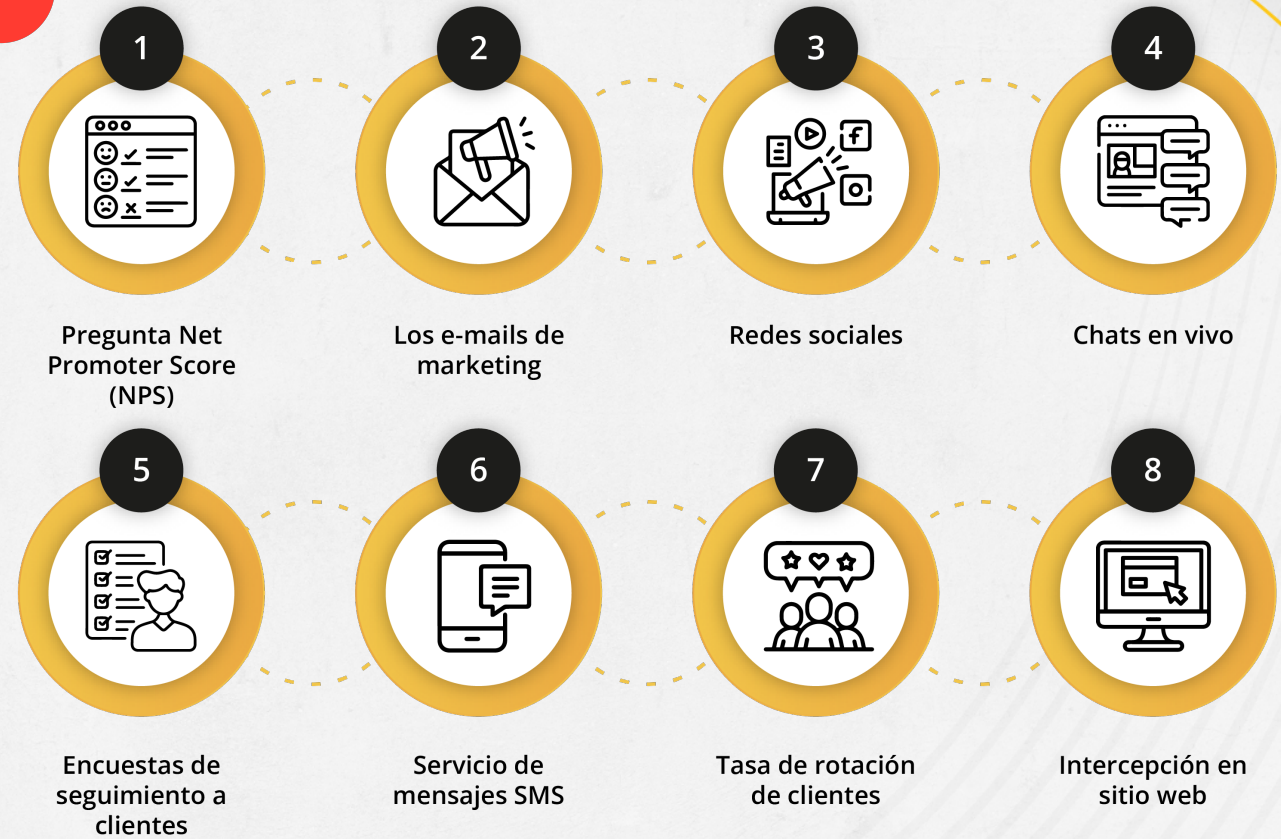 1
Pregunta Net
Promoter Score
(NPS)
2
Los e-mails de
marketing
3
Redes sociales
4
Chats en vivo
5
Encuestas de
seguimiento a
clientes
6
Servicio de
mensajes SMS
7
Tasa de rotación
de clientes
8
Intercepción en
sitio web